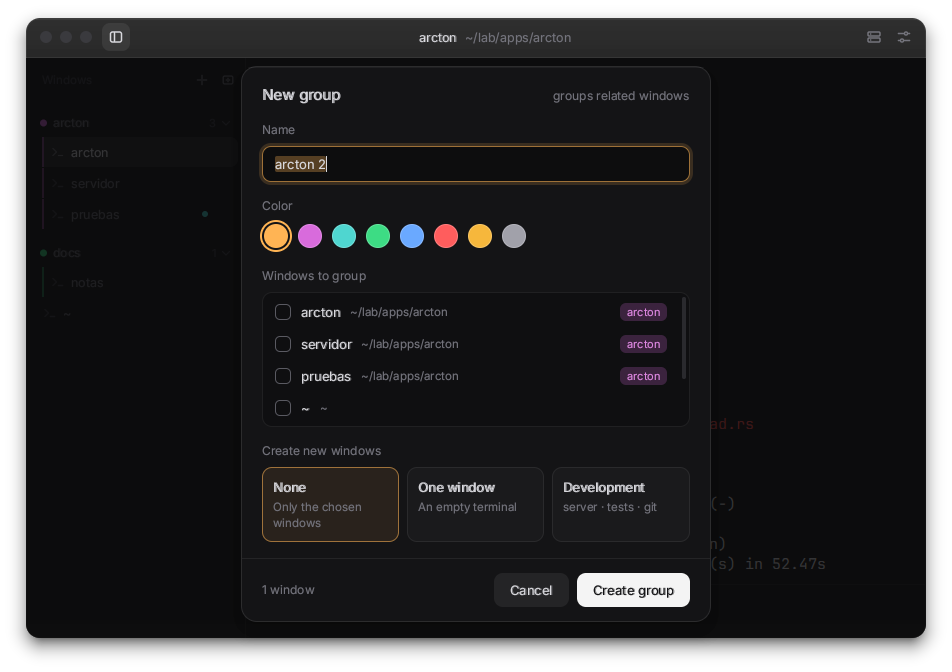 arcton ~/lab/apps/arcton
Windows
arcton
arcton
servidor
pruebas
docs
notas
~
New group
groups related windows
Name
arcton 2
Color
Windows to group
arcton ~/lab/apps/arcton arcton
servidor ~/lab/apps/arcton arcton
pruebas ~/lab/apps/arcton arcton
~ ~
Create new windows
None
Only the chosen
windows
One window
An empty terminal
Development
server · tests · git
1 window
Cancel
Create group
ad.rs
(-)
n)
(s) in 52.47s